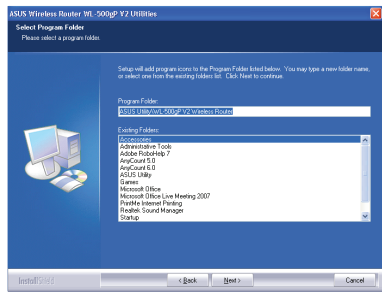 ASUS Wireless Router WL-500gP V2 Utilities
Select Program Folder
Please select a program folder.
Setup will add program icons to the Program Folder listed below. You may type a new folder name,
or select one from the existing folders list. Click Next to continue.
Program Folder:
ASUS Utility\WL-500gP V2 Wireless Router
Existing Folders:
Accessories
Administrative Tools
Adobe RoboHelp 7
AnyCount 5.0
AnyCount 6.0
ASUS Utility
Games
Microsoft Office
Microsoft Office Live Meeting 2007
PrintMe Internet Printing
Realtek Sound Manager
Startup
InstallShield
< Back
Next >
Cancel